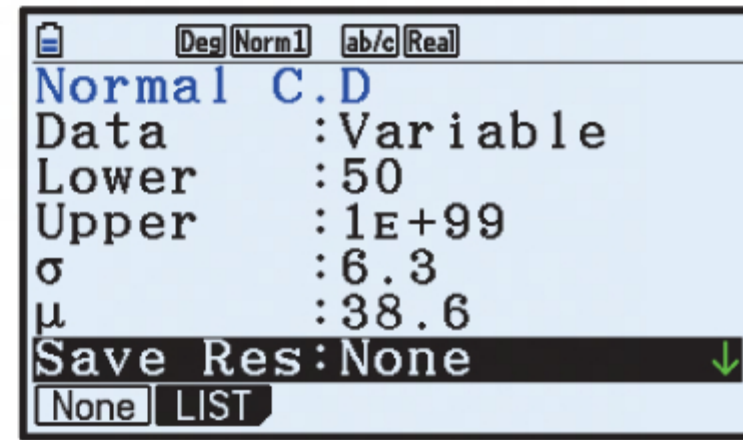 Deg Norm1 ab/c Real
Normal C.D
Data :Variable
Lower :50
Upper :1ᴇ+99
σ :6.3
μ :38.6
Save Res:None ↓
None LIST